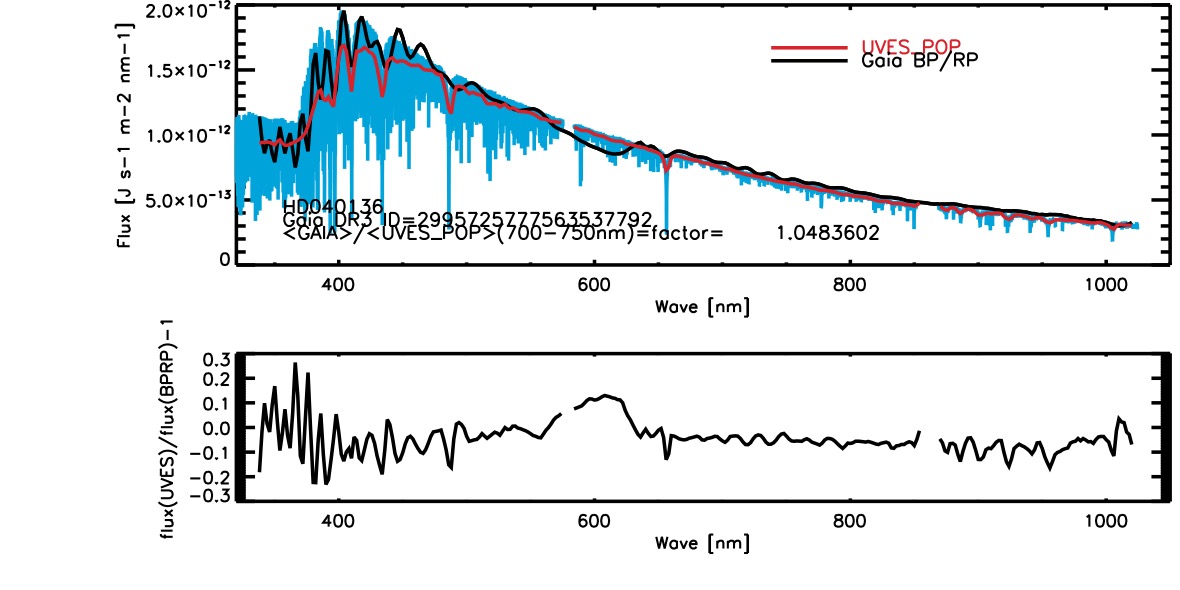 2.0×10−12
1.5×10−12
1.0×10−12
5.0×10−13
0
Flux [J s−1 m−2 nm−1]
UVES_POP
Gaia BP/RP
HD040136
Gaia DR3 ID=2995725777563537792
<GAIA>/<UVES_POP>(700−750nm)=factor= 1.0483602
400 600 800 1000
Wave [nm]
0.3
0.2
0.1
0.0
−0.1
−0.2
−0.3
flux(UVES)/flux(BPRP)−1
400 600 800 1000
Wave [nm]